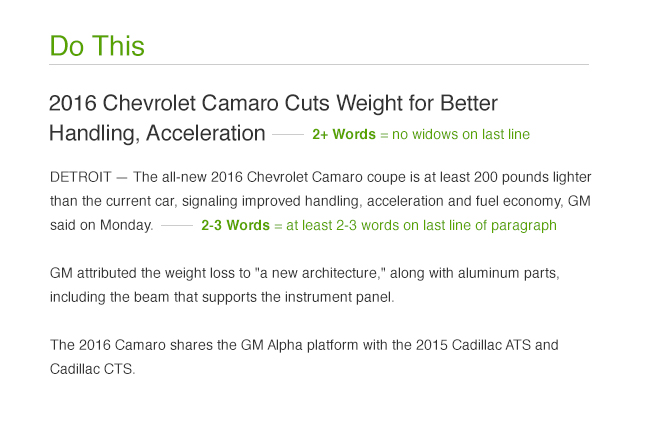 Do This
2016 Chevrolet Camaro Cuts Weight for Better
Handling, Acceleration 2+ Words = no widows on last line
DETROIT — The all-new 2016 Chevrolet Camaro coupe is at least 200 pounds lighter
than the current car, signaling improved handling, acceleration and fuel economy, GM
said on Monday. 2-3 Words = at least 2-3 words on last line of paragraph
GM attributed the weight loss to "a new architecture," along with aluminum parts,
including the beam that supports the instrument panel.
The 2016 Camaro shares the GM Alpha platform with the 2015 Cadillac ATS and
Cadillac CTS.